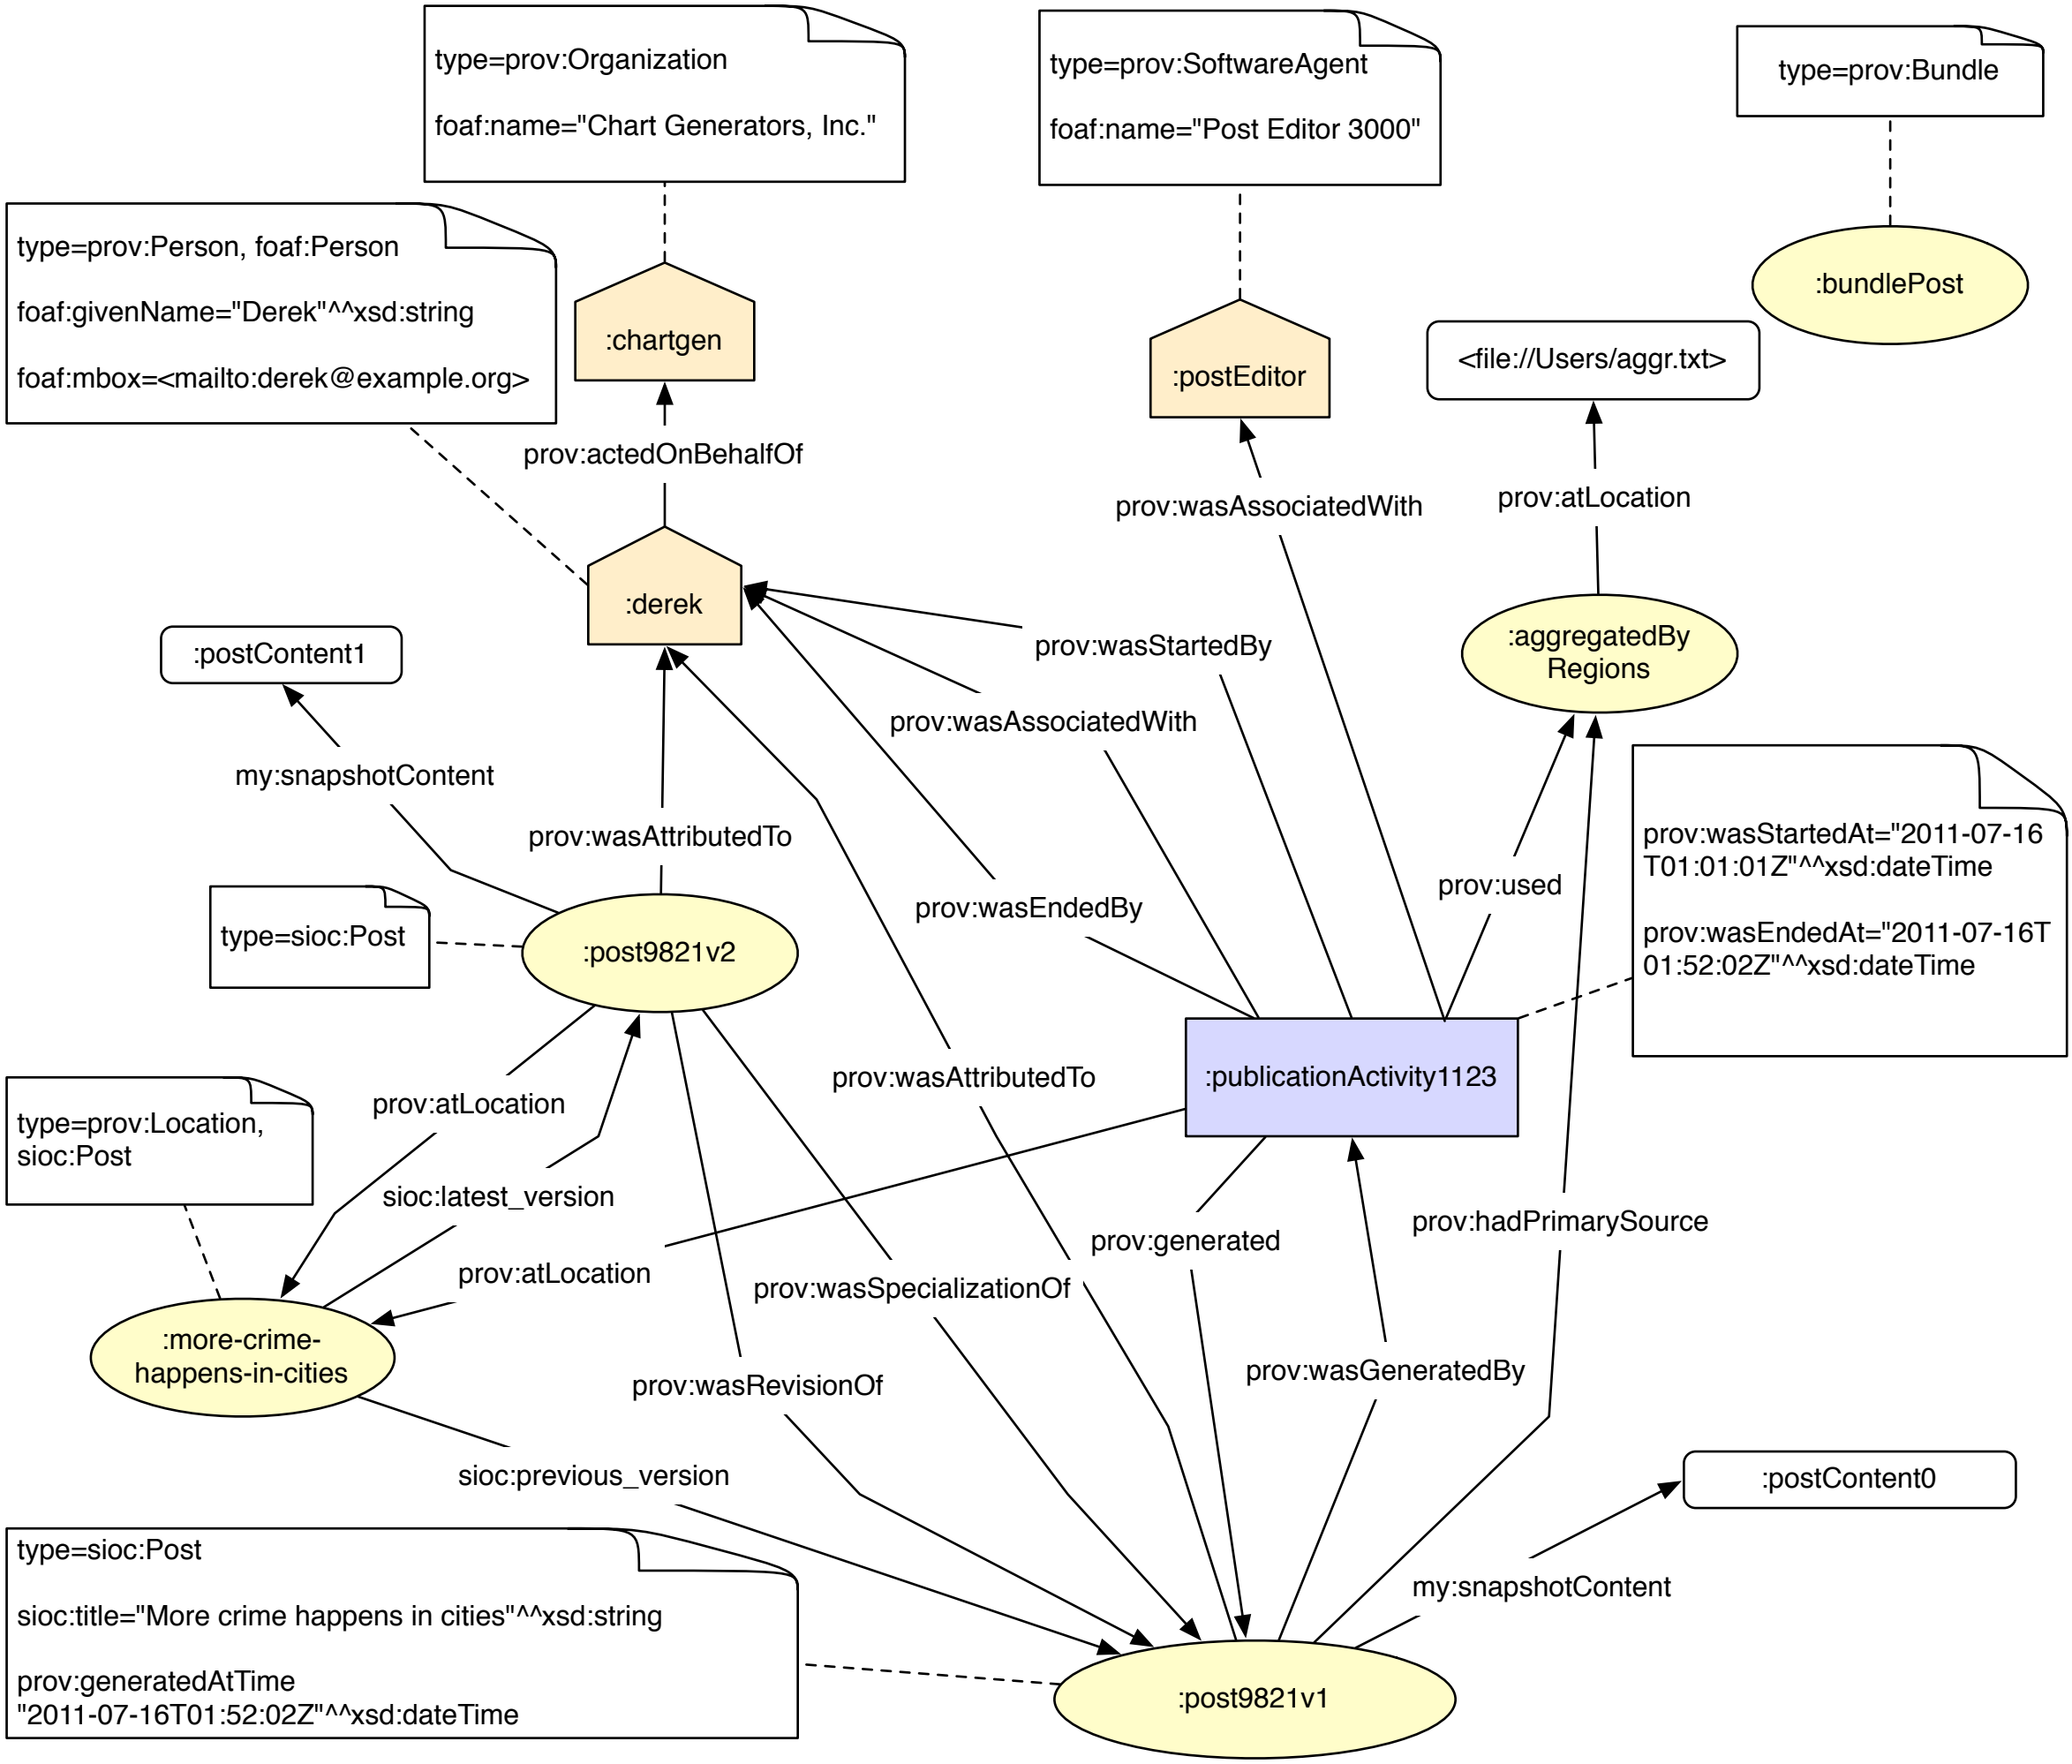 type=prov:Organization
foaf:name="Chart Generators, Inc."
type=prov:SoftwareAgent
foaf:name="Post Editor 3000"
type=prov:Bundle
type=prov:Person, foaf:Person
foaf:givenName="Derek"^^xsd:string
foaf:mbox=<mailto:derek@example.org>
:chartgen
:postEditor
:bundlePost
<file://Users/aggr.txt>
prov:actedOnBehalfOf
prov:wasAssociatedWith
prov:atLocation
:derek
:postContent1
prov:wasStartedBy
:aggregatedBy
Regions
prov:wasAssociatedWith
my:snapshotContent
prov:wasAttributedTo
prov:used
prov:wasStartedAt="2011-07-16
T01:01:01Z"^^xsd:dateTime
prov:wasEndedAt="2011-07-16T
01:52:02Z"^^xsd:dateTime
prov:wasEndedBy
type=sioc:Post
:post9821v2
prov:wasAttributedTo
:publicationActivity1123
type=prov:Location,
sioc:Post
prov:atLocation
sioc:latest_version
prov:hadPrimarySource
prov:generated
prov:atLocation
prov:wasSpecializationOf
:more-crime-
happens-in-cities
prov:wasRevisionOf
prov:wasGeneratedBy
sioc:previous_version
:postContent0
my:snapshotContent
type=sioc:Post
sioc:title="More crime happens in cities"^^xsd:string
prov:generatedAtTime
"2011-07-16T01:52:02Z"^^xsd:dateTime
:post9821v1